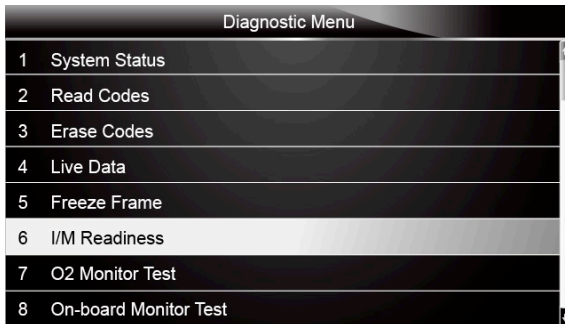 Diagnostic Menu
1 System Status
2 Read Codes
3 Erase Codes
4 Live Data
5 Freeze Frame
6 I/M Readiness
7 O2 Monitor Test
8 On-board Monitor Test